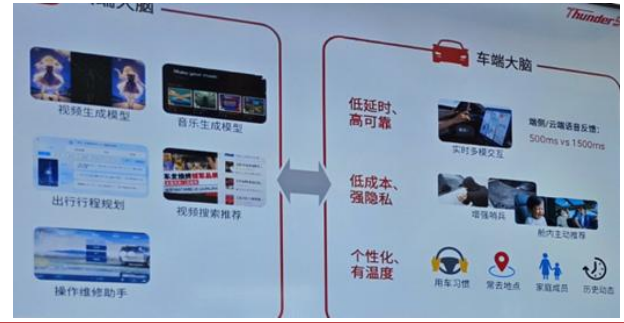 端大脑
视频生成模型
Make your music
音乐生成模型
出行行程规划
视频搜索推荐
操作维修助手
ThunderS
车端大脑
低延时、
高可靠
实时多模交互
端侧/云端语音反馈：
500ms vs 1500ms
低成本、
强隐私
增强哨兵
舱内主动推荐
个性化、
有温度
用车习惯
常去地点
家庭成员
历史动态